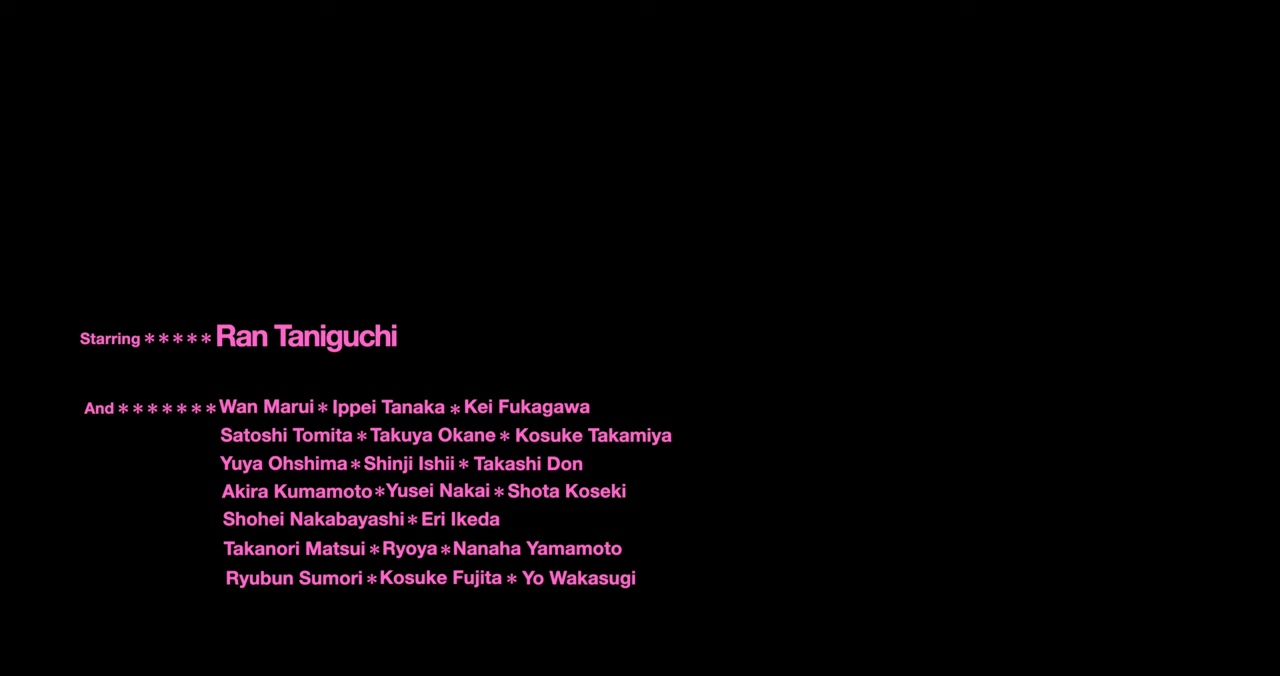 Starring ***** Ran Taniguchi
And ******* Wan Marui * Ippei Tanaka * Kei Fukagawa
Satoshi Tomita * Takuya Okane * Kosuke Takamiya
Yuya Ohshima * Shinji Ishii * Takashi Don
Akira Kumamoto * Yusei Nakai * Shota Koseki
Shohei Nakabayashi * Eri Ikeda
Takanori Matsui * Ryoya * Nanaha Yamamoto
Ryubun Sumori * Kosuke Fujita * Yo Wakasugi